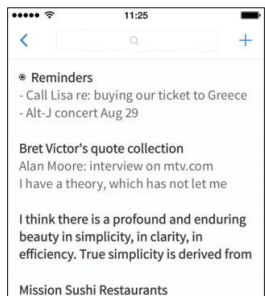 11:25
Reminders
- Call Lisa re: buying our ticket to Greece
- Alt-J concert Aug 29
Bret Victor's quote collection
Alan Moore: interview on mtv.com
I have a theory, which has not let me
I think there is a profound and enduring
beauty in simplicity, in clarity, in
efficiency. True simplicity is derived from
Mission Sushi Restaurants